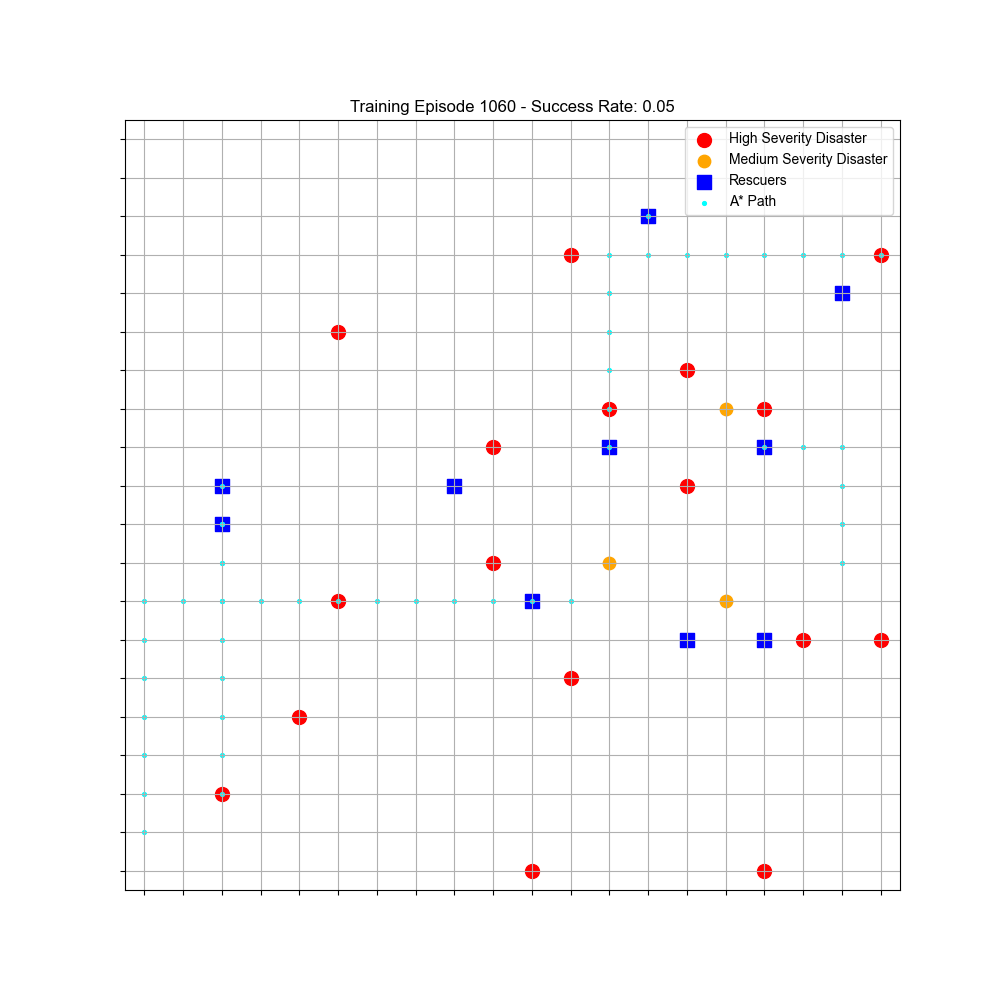 Training Episode 1060 - Success Rate: 0.05
High Severity Disaster
Medium Severity Disaster
Rescuers
A* Path